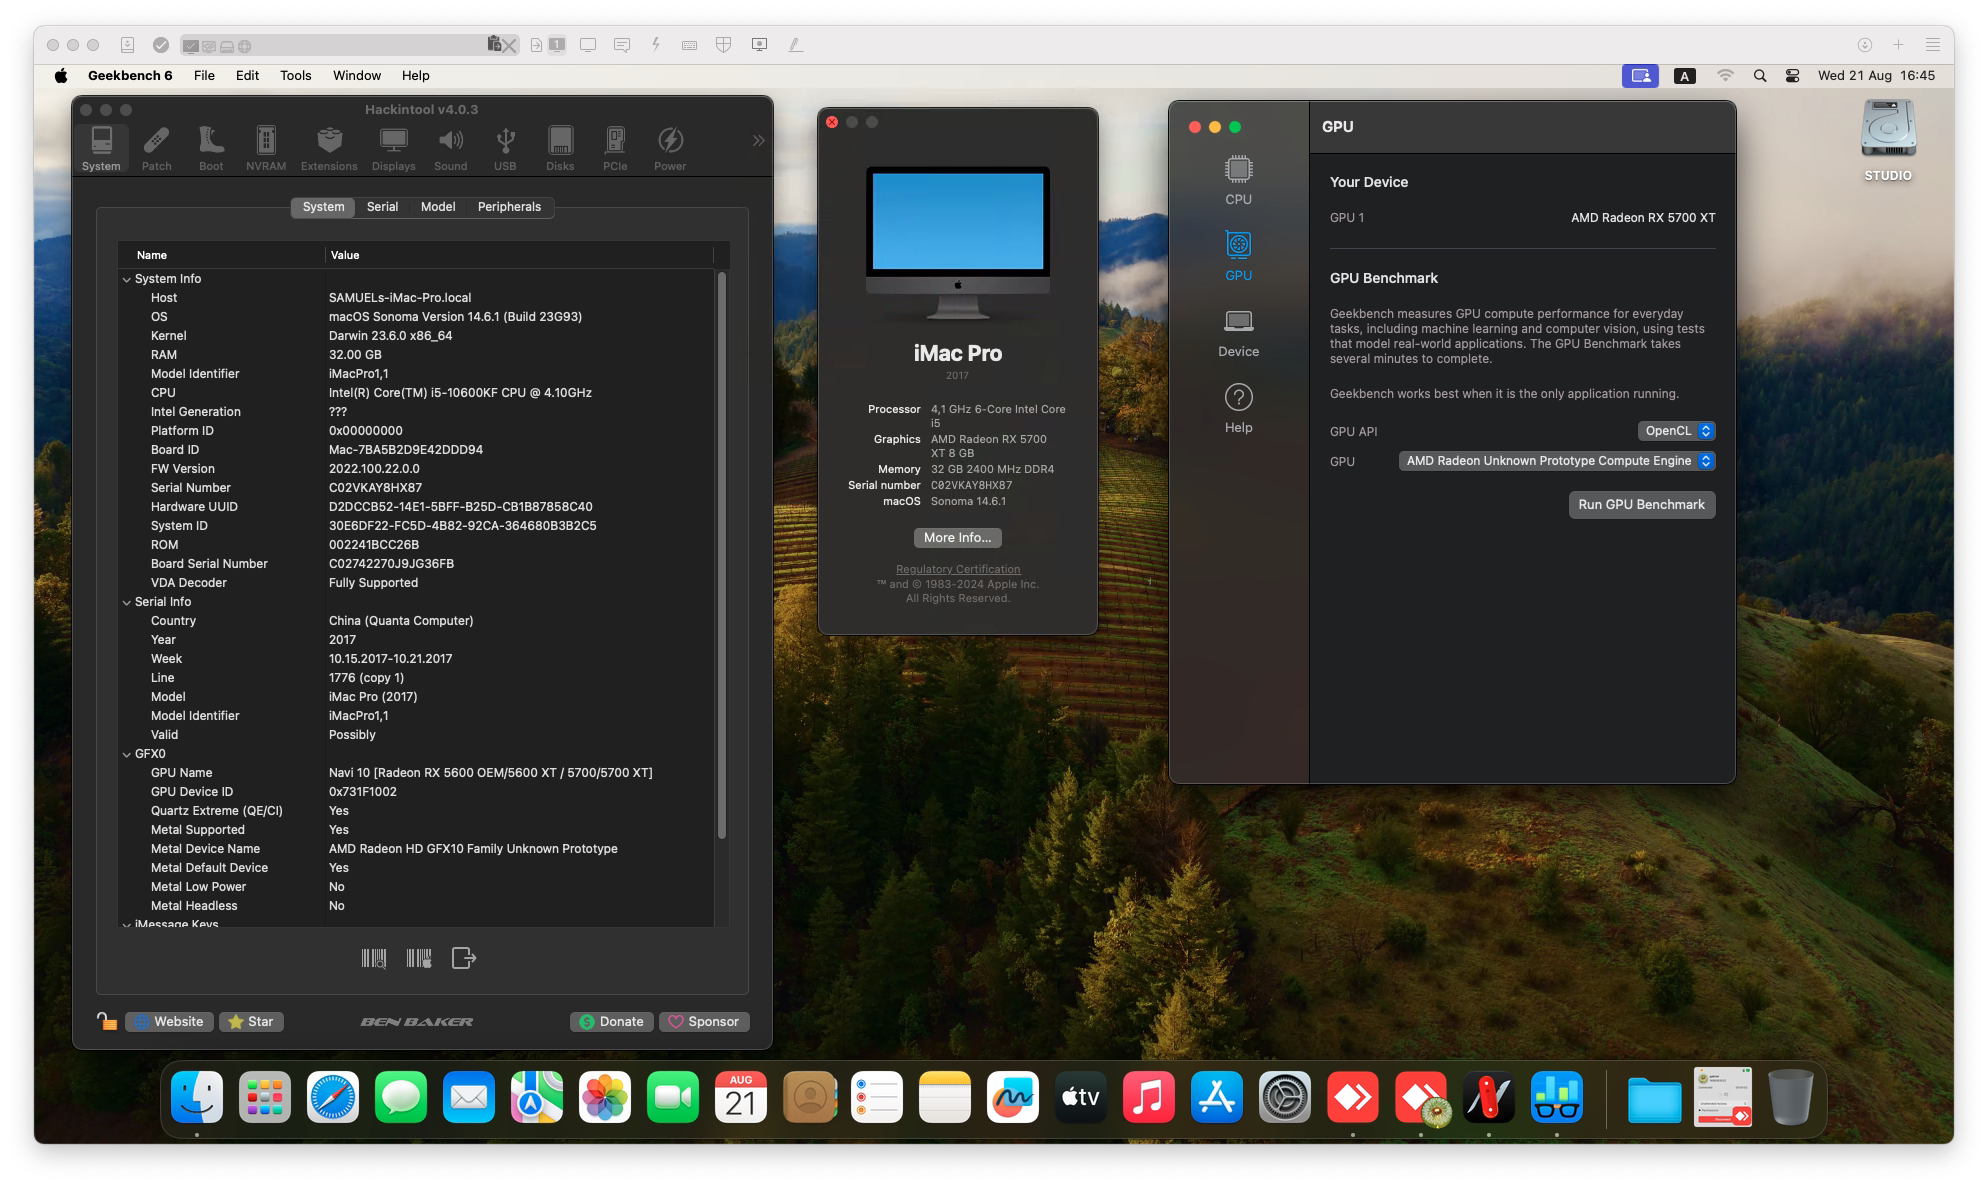 1
Geekbench 6 File Edit Tools Window Help
A Wed 21 Aug 16:45
Hackintool v4.0.3
System Patch Boot NVRAM Extensions Displays Sound USB Disks PCIe Power
System Serial Model Peripherals
Name Value
System Info
Host SAMUELs-iMac-Pro.local
OS macOS Sonoma Version 14.6.1 (Build 23G93)
Kernel Darwin 23.6.0 x86_64
RAM 32.00 GB
Model Identifier iMacPro1,1
CPU Intel(R) Core(TM) i5-10600KF CPU @ 4.10GHz
Intel Generation ???
Platform ID 0x00000000
Board ID Mac-7BA5B2D9E42DDD94
FW Version 2022.100.22.0.0
Serial Number C02VKAY8HX87
Hardware UUID D2DCCB52-14E1-5BFF-B25D-CB1B87858C40
System ID 30E6DF22-FC5D-4B82-92CA-364680B3B2C5
ROM 002241BCC26B
Board Serial Number C02742270J9JG36FB
VDA Decoder Fully Supported
Serial Info
Country China (Quanta Computer)
Year 2017
Week 10.15.2017-10.21.2017
Line 1776 (copy 1)
Model iMac Pro (2017)
Model Identifier iMacPro1,1
Valid Possibly
GFX0
GPU Name Navi 10 [Radeon RX 5600 OEM/5600 XT / 5700/5700 XT]
GPU Device ID 0x731F1002
Quartz Extreme (QE/CI) Yes
Metal Supported Yes
Metal Device Name AMD Radeon HD GFX10 Family Unknown Prototype
Metal Default Device Yes
Metal Low Power No
Metal Headless No
iMessage Keys
Website Star BEN BAKER Donate Sponsor
iMac Pro
2017
Processor 4,1 GHz 6-Core Intel Core
i5
Graphics AMD Radeon RX 5700
XT 8 GB
Memory 32 GB 2400 MHz DDR4
Serial number C02VKAY8HX87
macOS Sonoma 14.6.1
More Info...
Regulatory Certification
™ and © 1983-2024 Apple Inc.
All Rights Reserved.
CPU
GPU
Device
Help
GPU
Your Device
GPU 1 AMD Radeon RX 5700 XT
GPU Benchmark
Geekbench measures GPU compute performance for everyday
tasks, including machine learning and computer vision, using tests
that model real-world applications. The GPU Benchmark takes
several minutes to complete.
Geekbench works best when it is the only application running.
GPU API OpenCL
GPU AMD Radeon Unknown Prototype Compute Engine
Run GPU Benchmark
STUDIO
AUG
21
tv